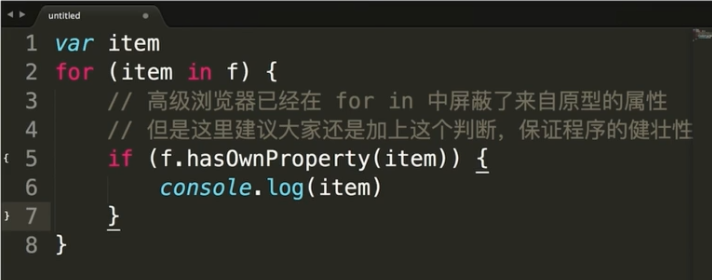 untitled
1 var item
2 for (item in f) {
3     // 高级浏览器已经在 for in 中屏蔽了来自原型的属性
4     // 但是这里建议大家还是加上这个判断，保证程序的健壮性
{ 5     if (f.hasOwnProperty(item)) {
6         console.log(item)
} 7     }
8 }